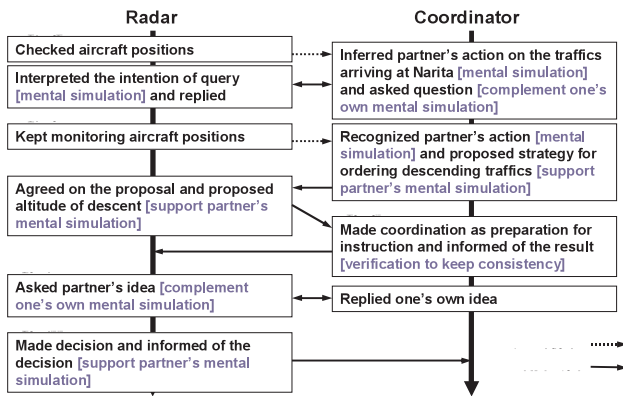 Radar
Coordinator
Checked aircraft positions
Inferred partner's action on the traffics
arriving at Narita [mental simulation]
and asked question [complement one's
own mental simulation]
Interpreted the intention of query
[mental simulation] and replied
Kept monitoring aircraft positions
Recognized partner's action [mental
simulation] and proposed strategy for
ordering descending traffics [support
partner's mental simulation]
Agreed on the proposal and proposed
altitude of descent [support partner's
mental simulation]
Made coordination as preparation for
instruction and informed of the result
[verification to keep consistency]
Asked partner's idea [complement
one's own mental simulation]
Replied one's own idea
Made decision and informed of the
decision [support partner's mental
simulation]